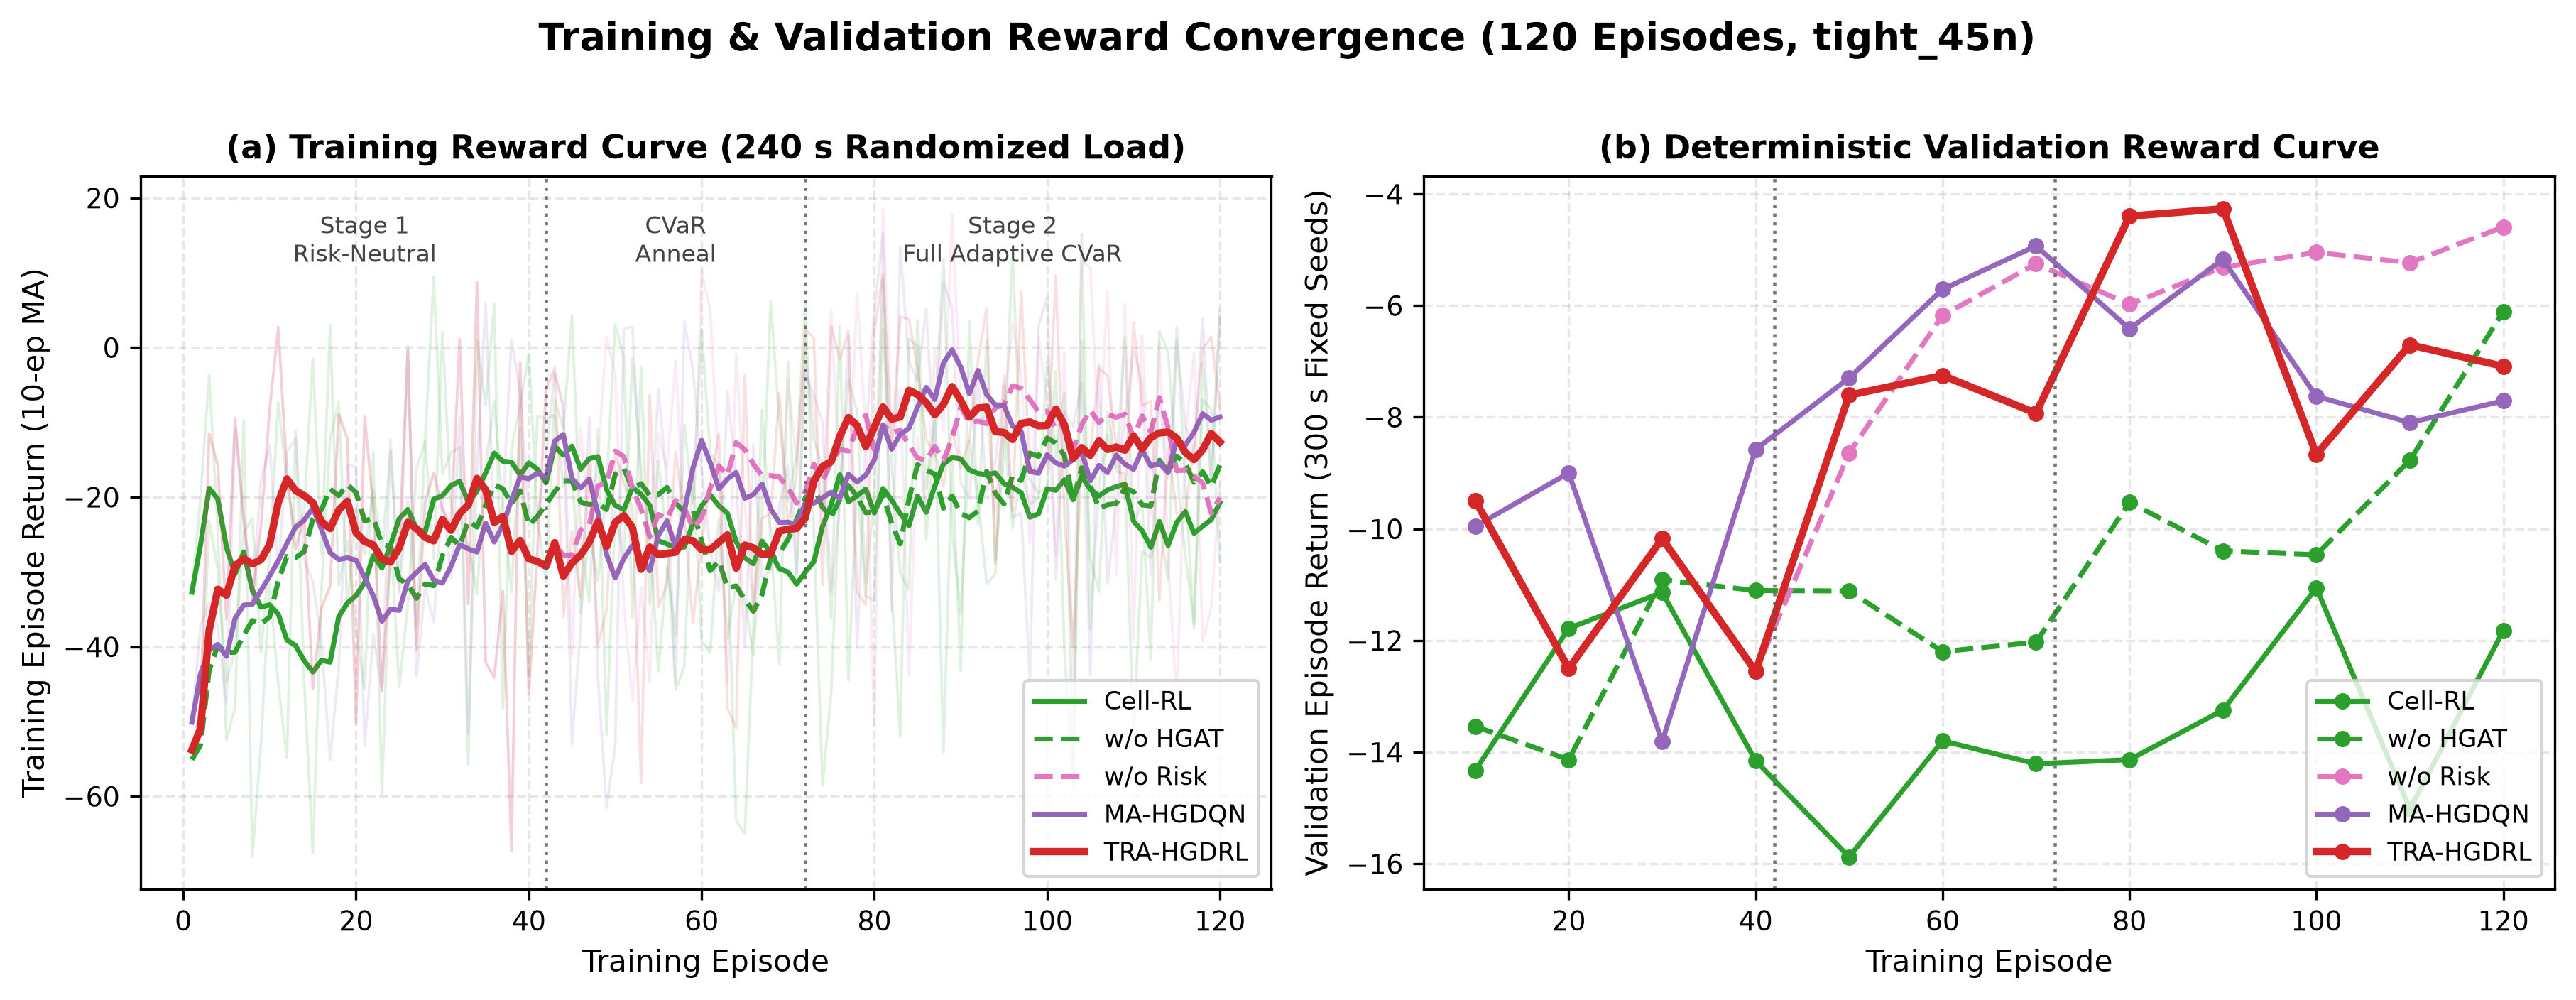 Training & Validation Reward Convergence (120 Episodes, tight_45n)
(a) Training Reward Curve (240 s Randomized Load)
Training Episode Return (10-ep MA)
20
0
−20
−40
−60
Stage 1
Risk-Neutral
CVaR
Anneal
Stage 2
Full Adaptive CVaR
Cell-RL
w/o HGAT
w/o Risk
MA-HGDQN
TRA-HGDRL
0 20 40 60 80 100 120
Training Episode
(b) Deterministic Validation Reward Curve
Validation Episode Return (300 s Fixed Seeds)
−4
−6
−8
−10
−12
−14
−16
Cell-RL
w/o HGAT
w/o Risk
MA-HGDQN
TRA-HGDRL
20 40 60 80 100 120
Training Episode